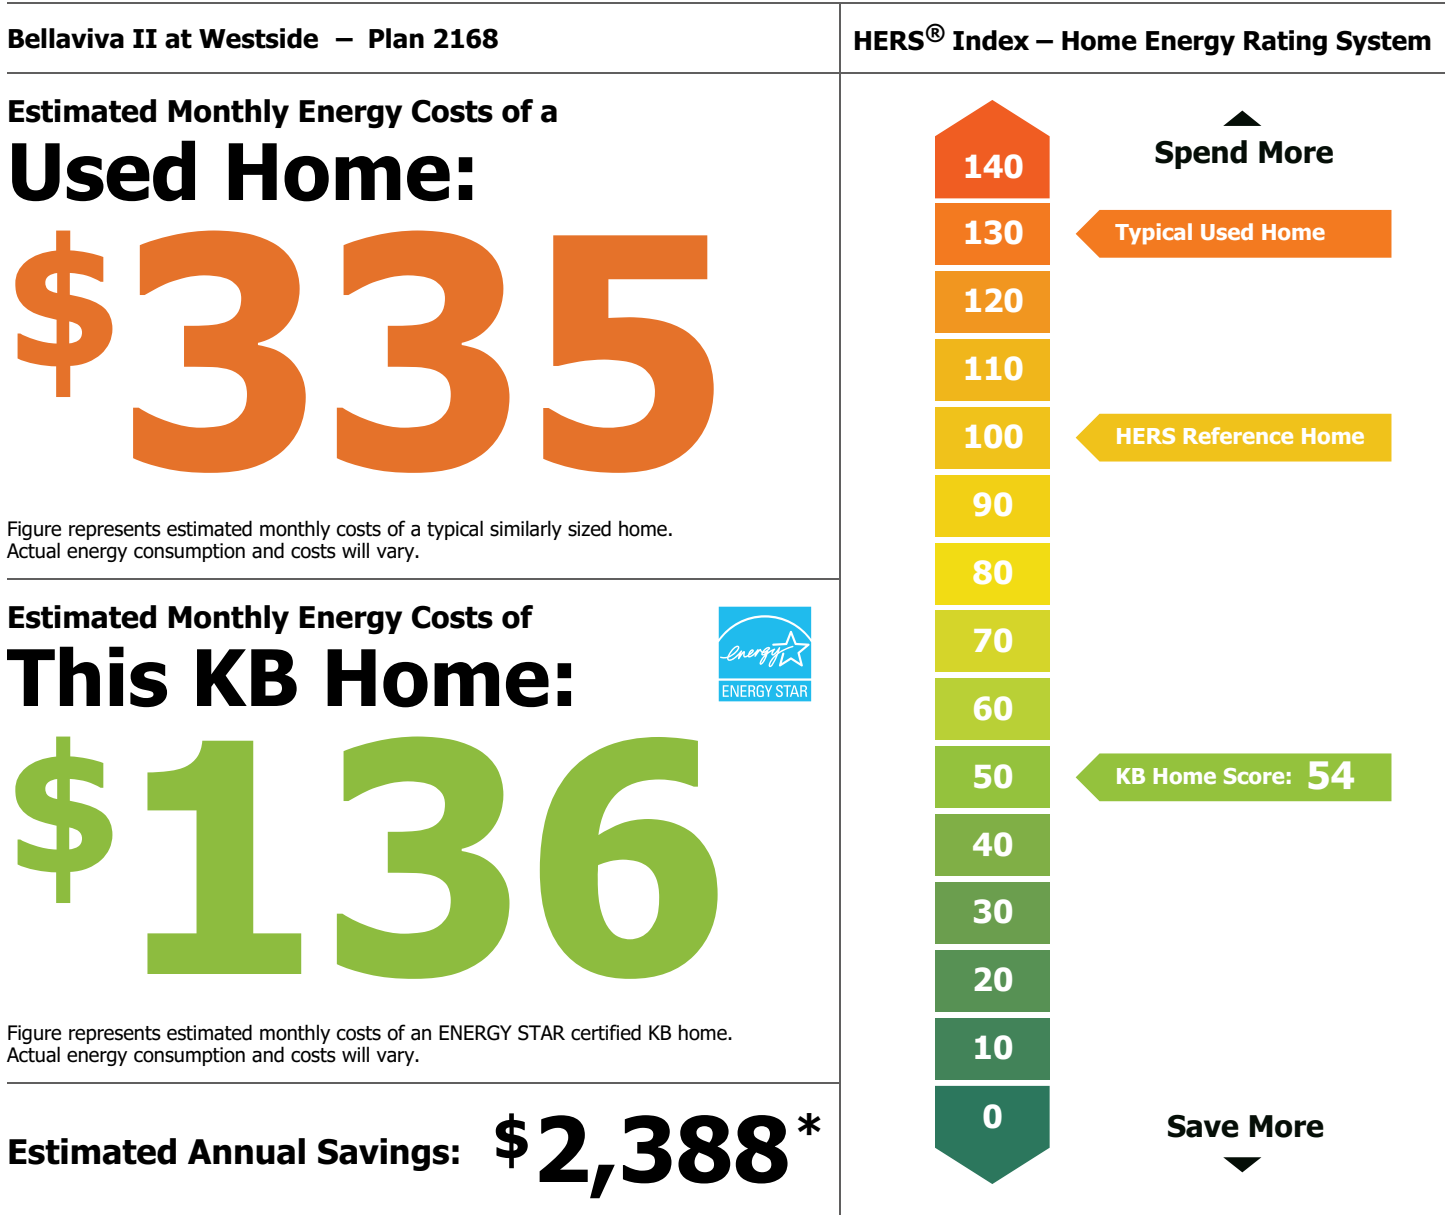 Bellaviva II at Westside – Plan 2168
Estimated Monthly Energy Costs of a
Used Home:
$335
Figure represents estimated monthly costs of a typical similarly sized home.
Actual energy consumption and costs will vary.
Estimated Monthly Energy Costs of
This KB Home:
energy
ENERGY STAR
$136
Figure represents estimated monthly costs of an ENERGY STAR certified KB home.
Actual energy consumption and costs will vary.
Estimated Annual Savings: $2,388*
HERS® Index – Home Energy Rating System
Spend More
140
130 Typical Used Home
120
110
100 HERS Reference Home
90
80
70
60
50 KB Home Score: 54
40
30
20
10
0
Save More